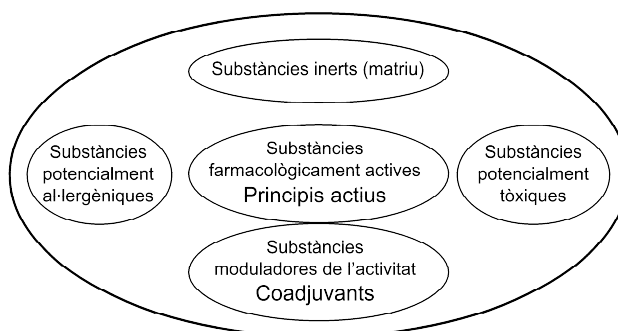 Substàncies inerts (matriu)
Substàncies
potencialment
al·lergèniques
Substàncies
farmacològicament actives
Principis actius
Substàncies
potencialment
tòxiques
Substàncies
moduladores de l'activitat
Coadjuvants